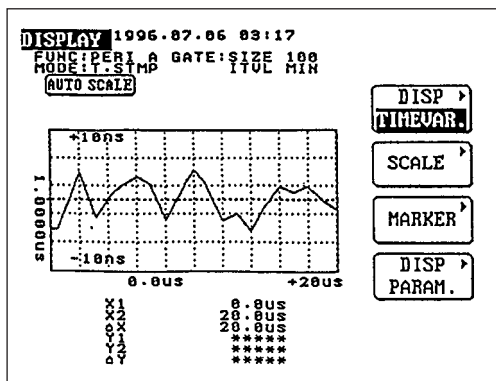 DISPLAY 1996.07.06 03:17
FUNC:PERI A GATE:SIZE 100
MODE:T.STMP ITVL MIN
AUTO SCALE
+10ns
1.0000us
-10ns
0.0us +20us
X1 0.0us
X2 20.0us
ΔX 20.0us
Y1 *****
Y2 *****
ΔY *****
DISP
TIMEVAR.
SCALE
MARKER
DISP
PARAM.